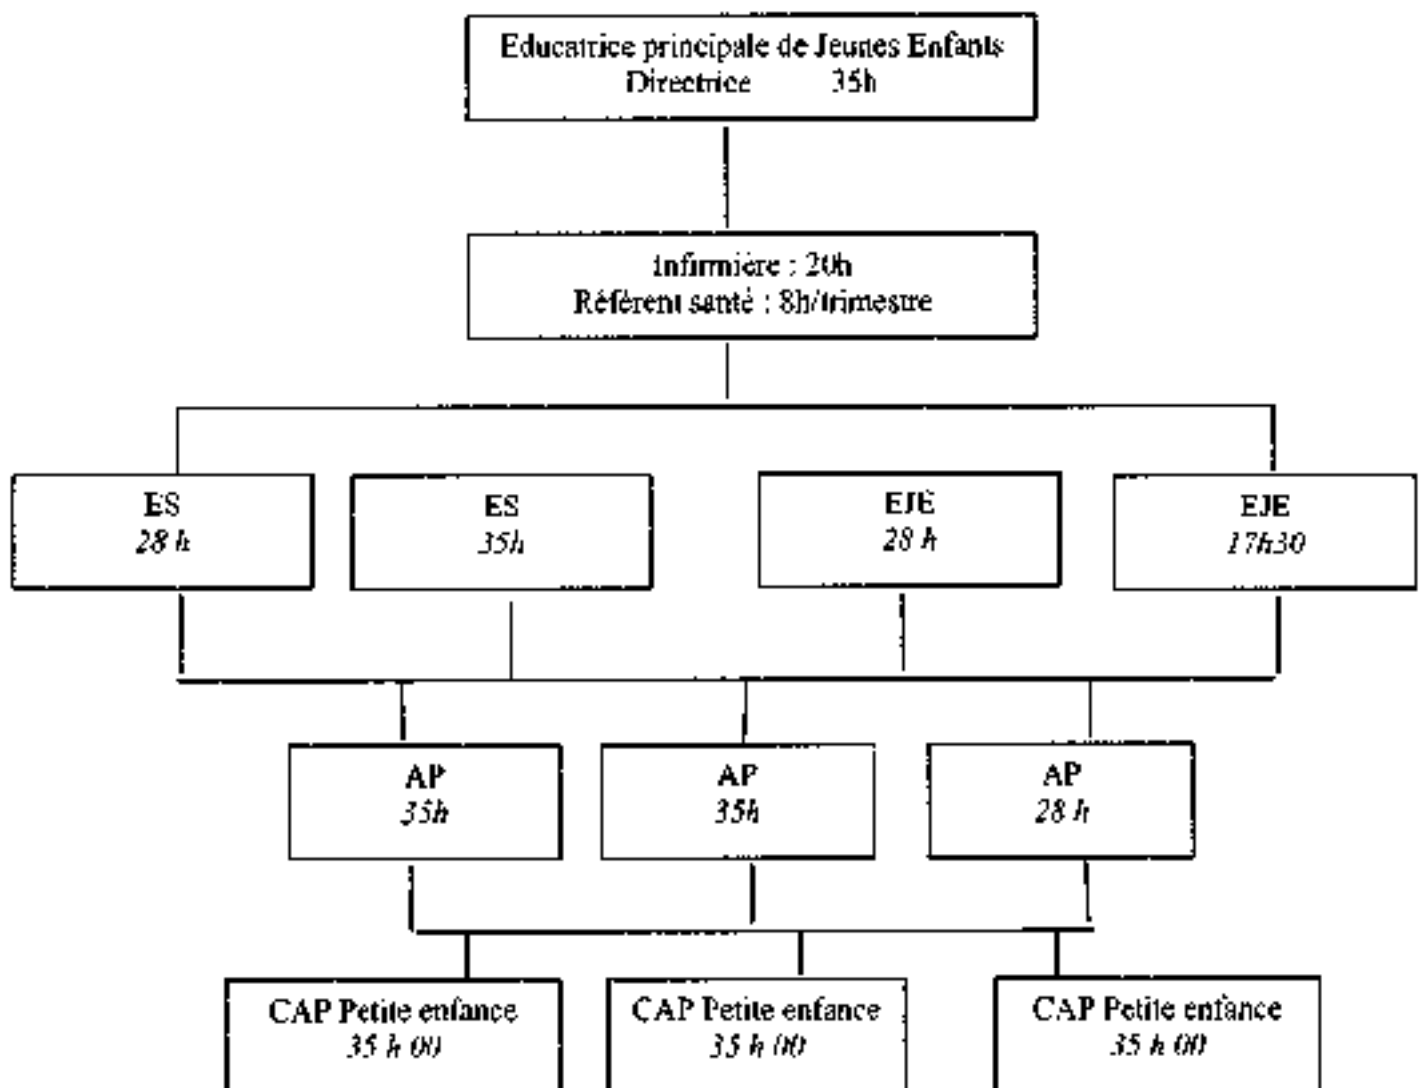 Educatrice principale de Jeunes Enfants
Directrice 35h
Infirmière : 20h
Référent santé : 8h/trimestre
ES
28 h
ES
35h
EJE
28 h
EJE
17h30
AP
35h
AP
35h
AP
28 h
CAP Petite enfance
35 h 00
CAP Petite enfance
35 h 00
CAP Petite enfance
35 h 00